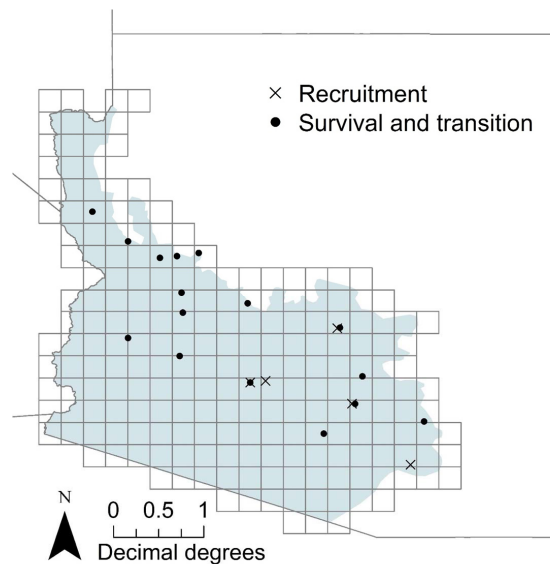 × Recruitment
● Survival and transition
N
0 0.5 1
Decimal degrees